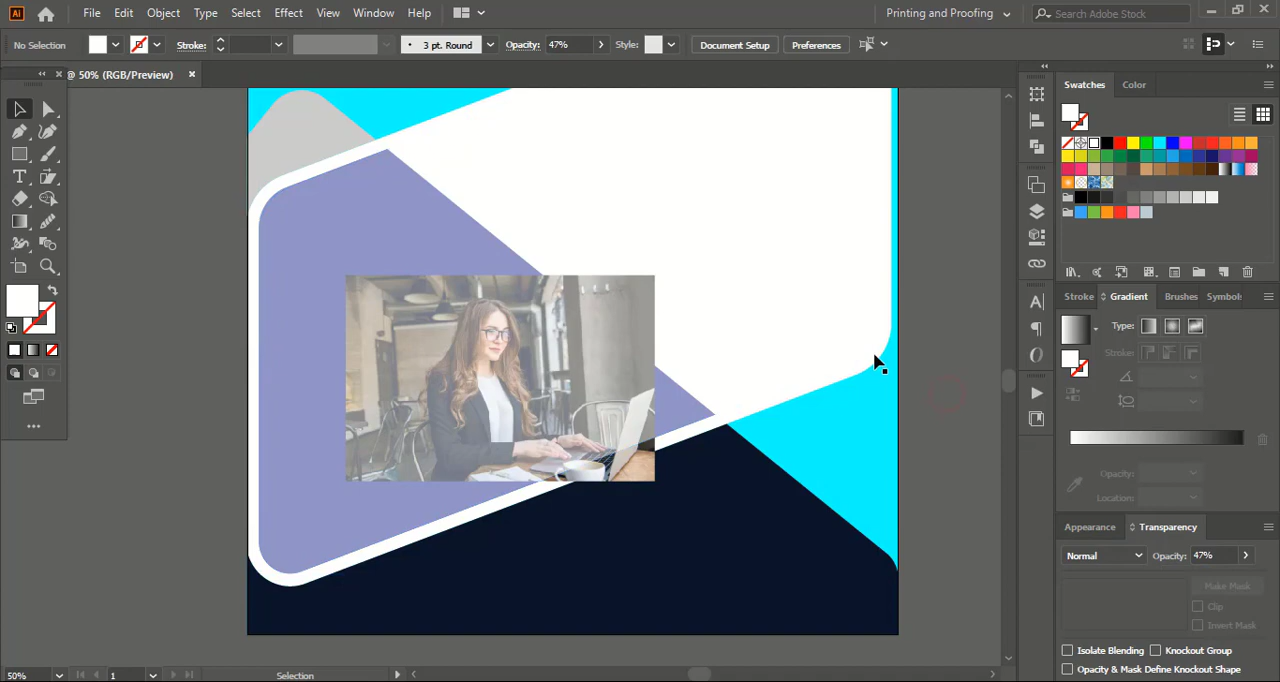 Ai File Edit Object Type Select Effect View Window Help Printing and Proofing Search Adobe Stock
No Selection Stroke: 3 pt. Round Opacity: 47% Style: Document Setup Preferences
@ 50% (RGB/Preview)
Swatches Color
Stroke Gradient Brushes Symbols
Type:
Stroke:
Opacity:
Location:
Appearance Transparency
Normal Opacity: 47%
Make Mask
Clip
Invert Mask
Isolate Blending Knockout Group
Opacity & Mask Define Knockout Shape
50% 1 Selection